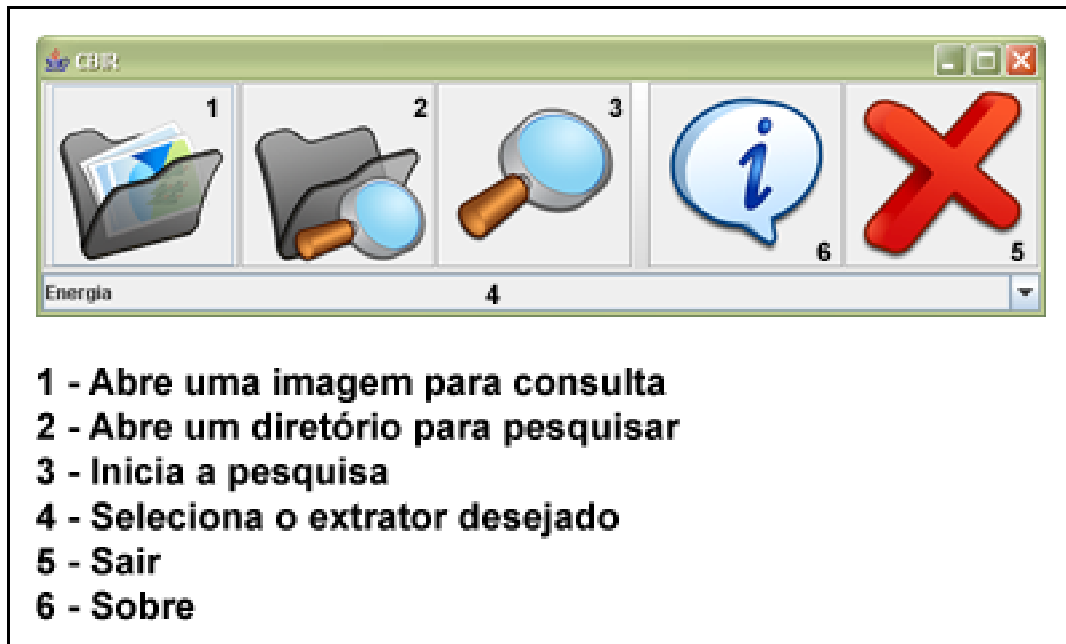 CBIR
1 2 3 6 5
Energia 4
1 - Abre uma imagem para consulta
2 - Abre um diretório para pesquisar
3 - Inicia a pesquisa
4 - Seleciona o extrator desejado
5 - Sair
6 - Sobre